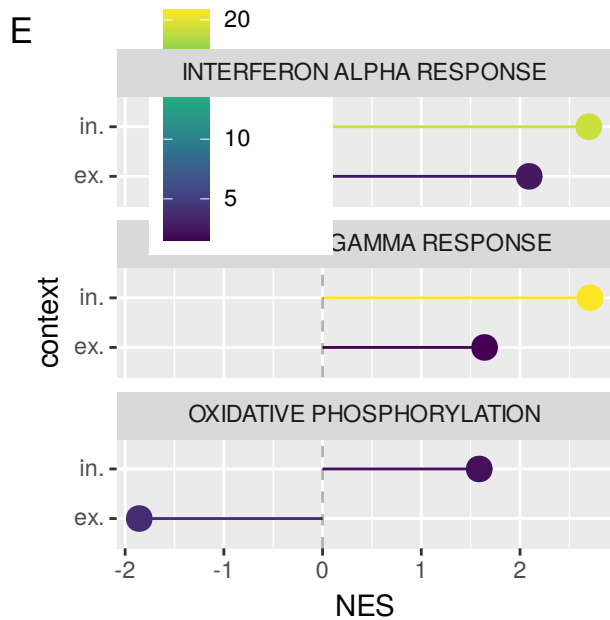 E
20
INTERFERON ALPHA RESPONSE
in.
10
ex.
5
GAMMA RESPONSE
in.
context
ex.
OXIDATIVE PHOSPHORYLATION
in.
ex.
-2 -1 0 1 2
NES